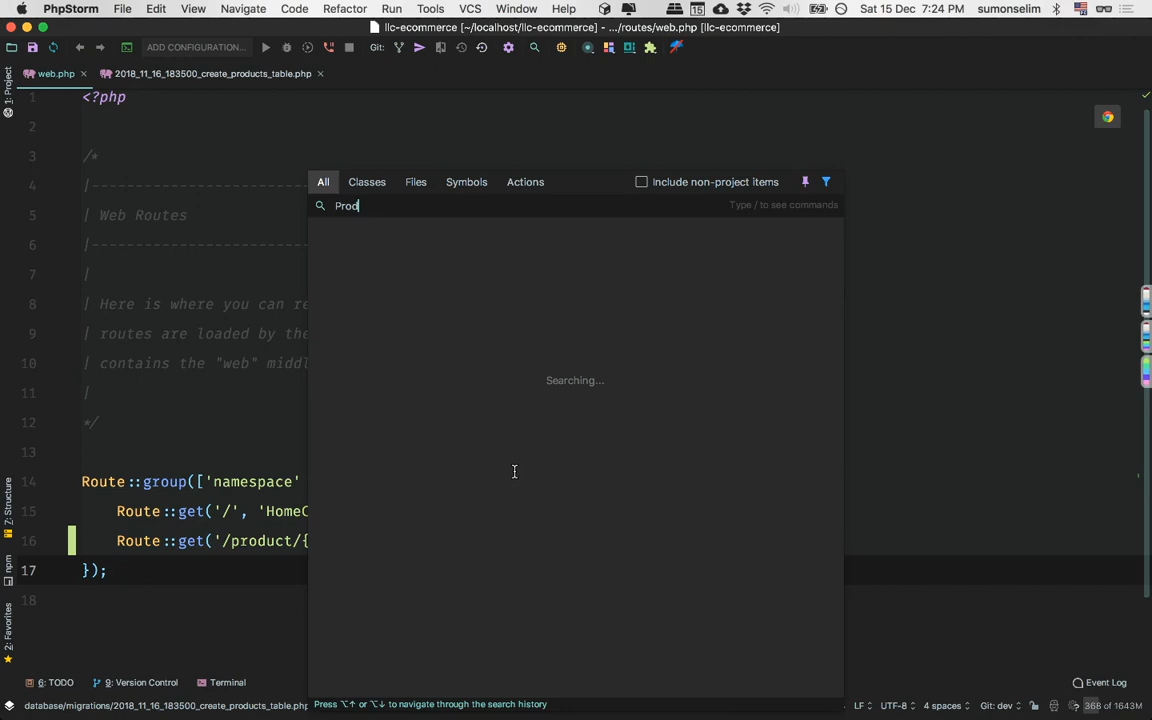 PhpStorm File Edit View Navigate Code Refactor Run Tools VCS Window Help 15 Sat 15 Dec 7:24 PM sumonselim
llc-ecommerce [~/localhost/llc-ecommerce] - .../routes/web.php [llc-ecommerce]
ADD CONFIGURATION... Git:
web.php 2018_11_16_183500_create_products_table.php
1: Project
1 <?php
2
3 /*
4 |--------------------------
5 | Web Routes
6 |--------------------------
7 |
8 | Here is where you can re
9 | routes are loaded by the
10 | contains the "web" middl
11 |
12 */
13
14 Route::group(['namespace'
15 Route::get('/', 'HomeC
16 Route::get('/product/{
17 });
18
All Classes Files Symbols Actions Include non-project items
Prod Type / to see commands
Searching...
Press ⌥↑ or ⌥↓ to navigate through the search history
7: Structure
npm
2: Favorites
6: TODO 9: Version Control Terminal Event Log
database/migrations/2018_11_16_183500_create_products_table.php LF UTF-8 4 spaces Git: dev 368 of 1643M